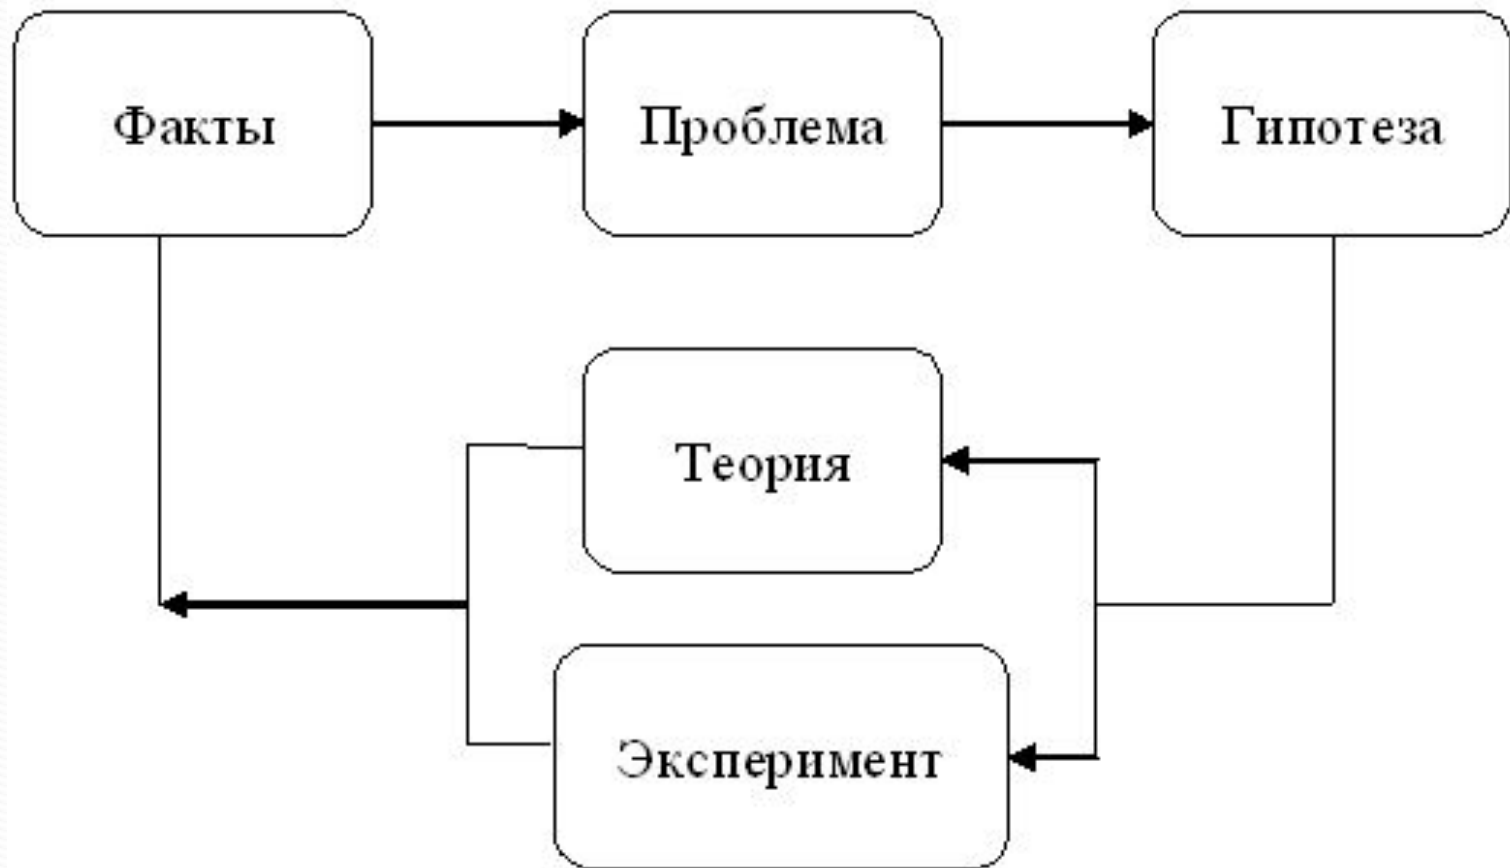 Факты
Проблема
Гипотеза
Теория
Эксперимент